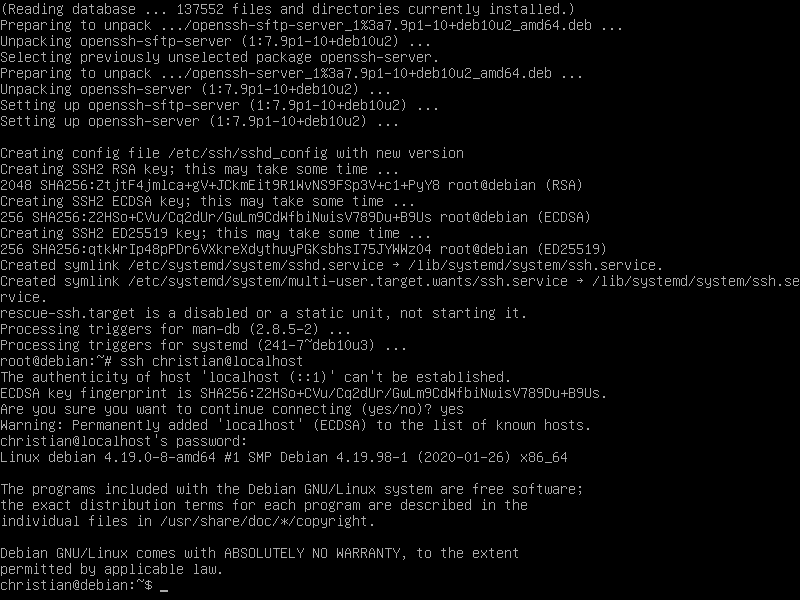 (Reading database ... 137552 files and directories currently installed.)
Preparing to unpack .../openssh-sftp-server_1%3a7.9p1-10+deb10u2_amd64.deb ...
Unpacking openssh-sftp-server (1:7.9p1-10+deb10u2) ...
Selecting previously unselected package openssh-server.
Preparing to unpack .../openssh-server_1%3a7.9p1-10+deb10u2_amd64.deb ...
Unpacking openssh-server (1:7.9p1-10+deb10u2) ...
Setting up openssh-sftp-server (1:7.9p1-10+deb10u2) ...
Setting up openssh-server (1:7.9p1-10+deb10u2) ...

Creating config file /etc/ssh/sshd_config with new version
Creating SSH2 RSA key; this may take some time ...
2048 SHA256:ZtjtF4jmlca+gV+JCkmEit9R1WvNS9FSp3V+c1+PyY8 root@debian (RSA)
Creating SSH2 ECDSA key; this may take some time ...
256 SHA256:Z2HSo+CVu/Cq2dUr/GwLm9CdWfbiNwisV789Du+B9Us root@debian (ECDSA)
Creating SSH2 ED25519 key; this may take some time ...
256 SHA256:qtkWrIp48pPDr6VXkreXdythuyPGKsbhsI75JYWWz04 root@debian (ED25519)
Created symlink /etc/systemd/system/sshd.service → /lib/systemd/system/ssh.service.
Created symlink /etc/systemd/system/multi-user.target.wants/ssh.service → /lib/systemd/system/ssh.se
rvice.
rescue-ssh.target is a disabled or a static unit, not starting it.
Processing triggers for man-db (2.8.5-2) ...
Processing triggers for systemd (241-7~deb10u3) ...
root@debian:~# ssh christian@localhost
The authenticity of host 'localhost (::1)' can't be established.
ECDSA key fingerprint is SHA256:Z2HSo+CVu/Cq2dUr/GwLm9CdWfbiNwisV789Du+B9Us.
Are you sure you want to continue connecting (yes/no)? yes
Warning: Permanently added 'localhost' (ECDSA) to the list of known hosts.
christian@localhost's password:
Linux debian 4.19.0-8-amd64 #1 SMP Debian 4.19.98-1 (2020-01-26) x86_64

The programs included with the Debian GNU/Linux system are free software;
the exact distribution terms for each program are described in the
individual files in /usr/share/doc/*/copyright.

Debian GNU/Linux comes with ABSOLUTELY NO WARRANTY, to the extent
permitted by applicable law.
christian@debian:~$ _